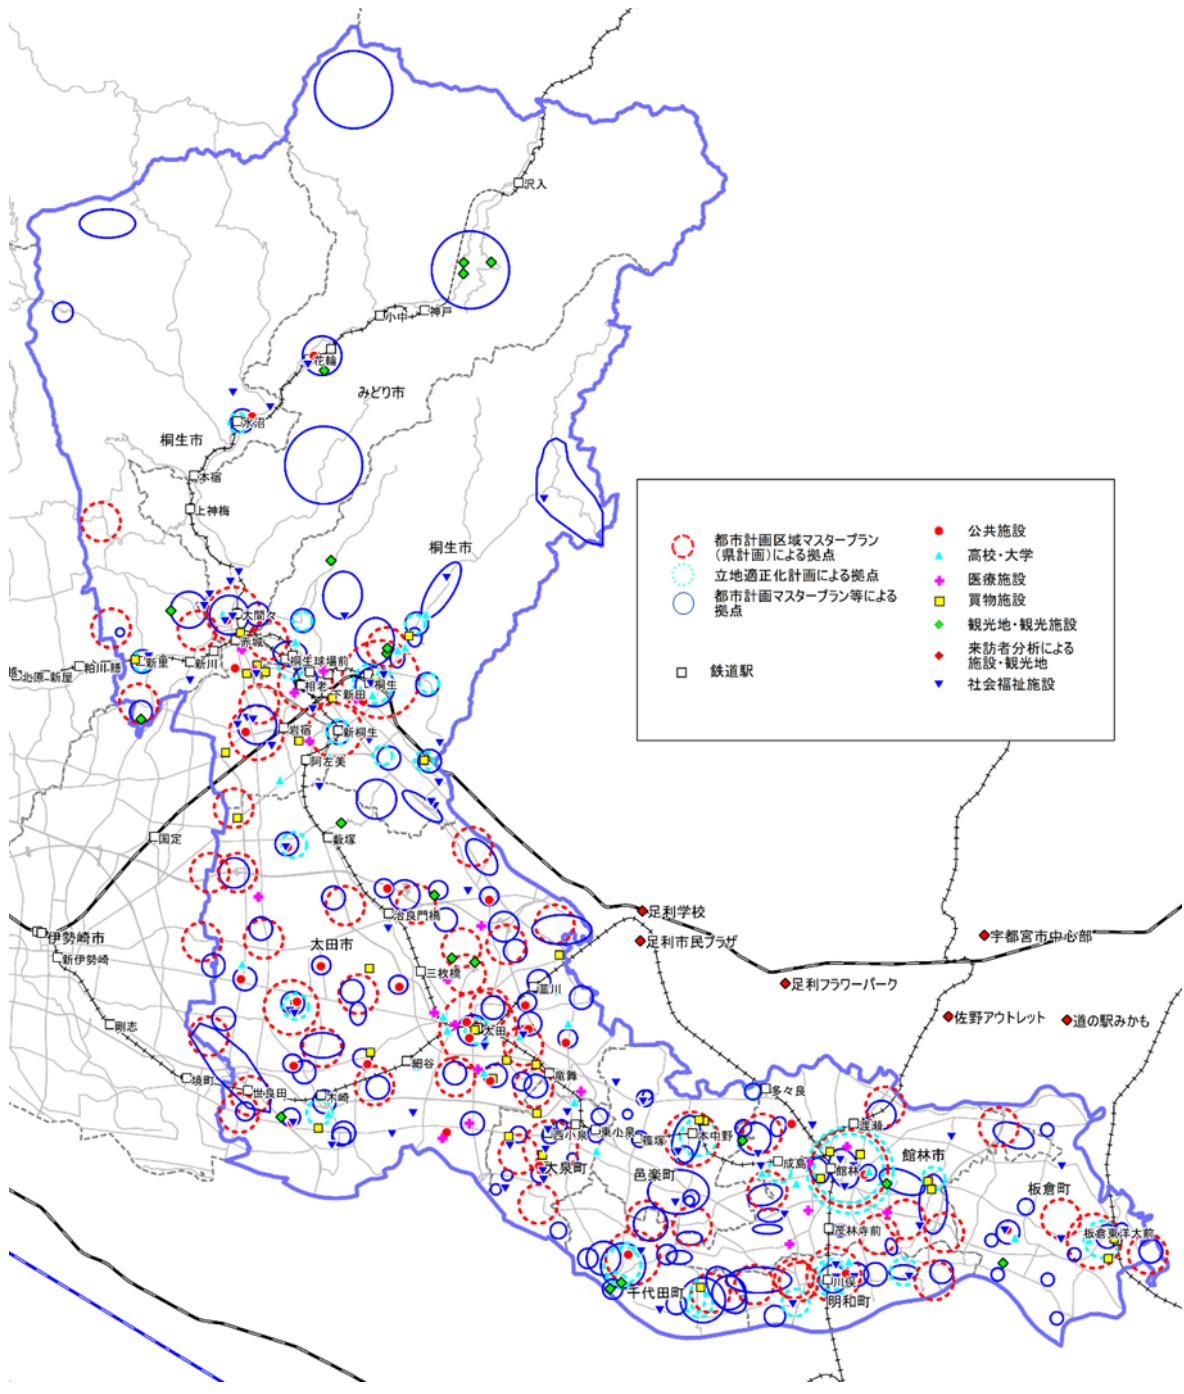 沢入
小中
神戸
花輪
みどり市
水沼
桐生市
本宿
上神梅
都市計画区域マスタープラン
(県計画)による拠点
立地適正化計画による拠点
都市計画マスタープラン等による
拠点
鉄道駅
公共施設
高校・大学
医療施設
買物施設
観光地・観光施設
来訪者分析による
施設・観光地
社会福祉施設
桐生市
大間々
赤城
桐生球場前
新里
新川
粕川
膳
北原
新屋
相老
下新田
桐生
岩宿
新桐生
阿左美
国定
藪塚
治良門橋
足利学校
伊勢崎市
太田市
足利市民プラザ
宇都宮市中心部
新伊勢崎
三枚橋
韮川
足利フラワーパーク
剛志
太田
佐野アウトレット
道の駅みかも
細谷
竜舞
境町
世良田
木崎
多々良
西小泉
東小泉
篠塚
本中野
渡瀬
成島
館林
館林市
大泉町
邑楽町
板倉町
茂林寺前
板倉東洋大前
川俣
千代田町
明和町